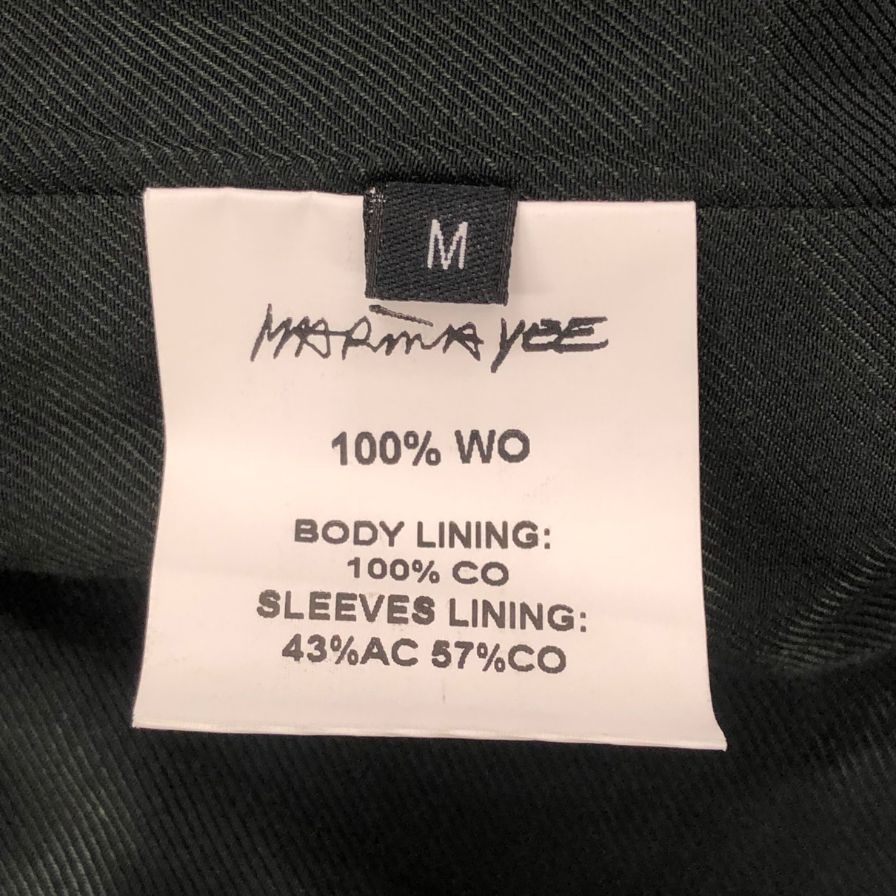 M
MARINA YEE
100% WO
BODY LINING:
100% CO
SLEEVES LINING:
43%AC 57%CO